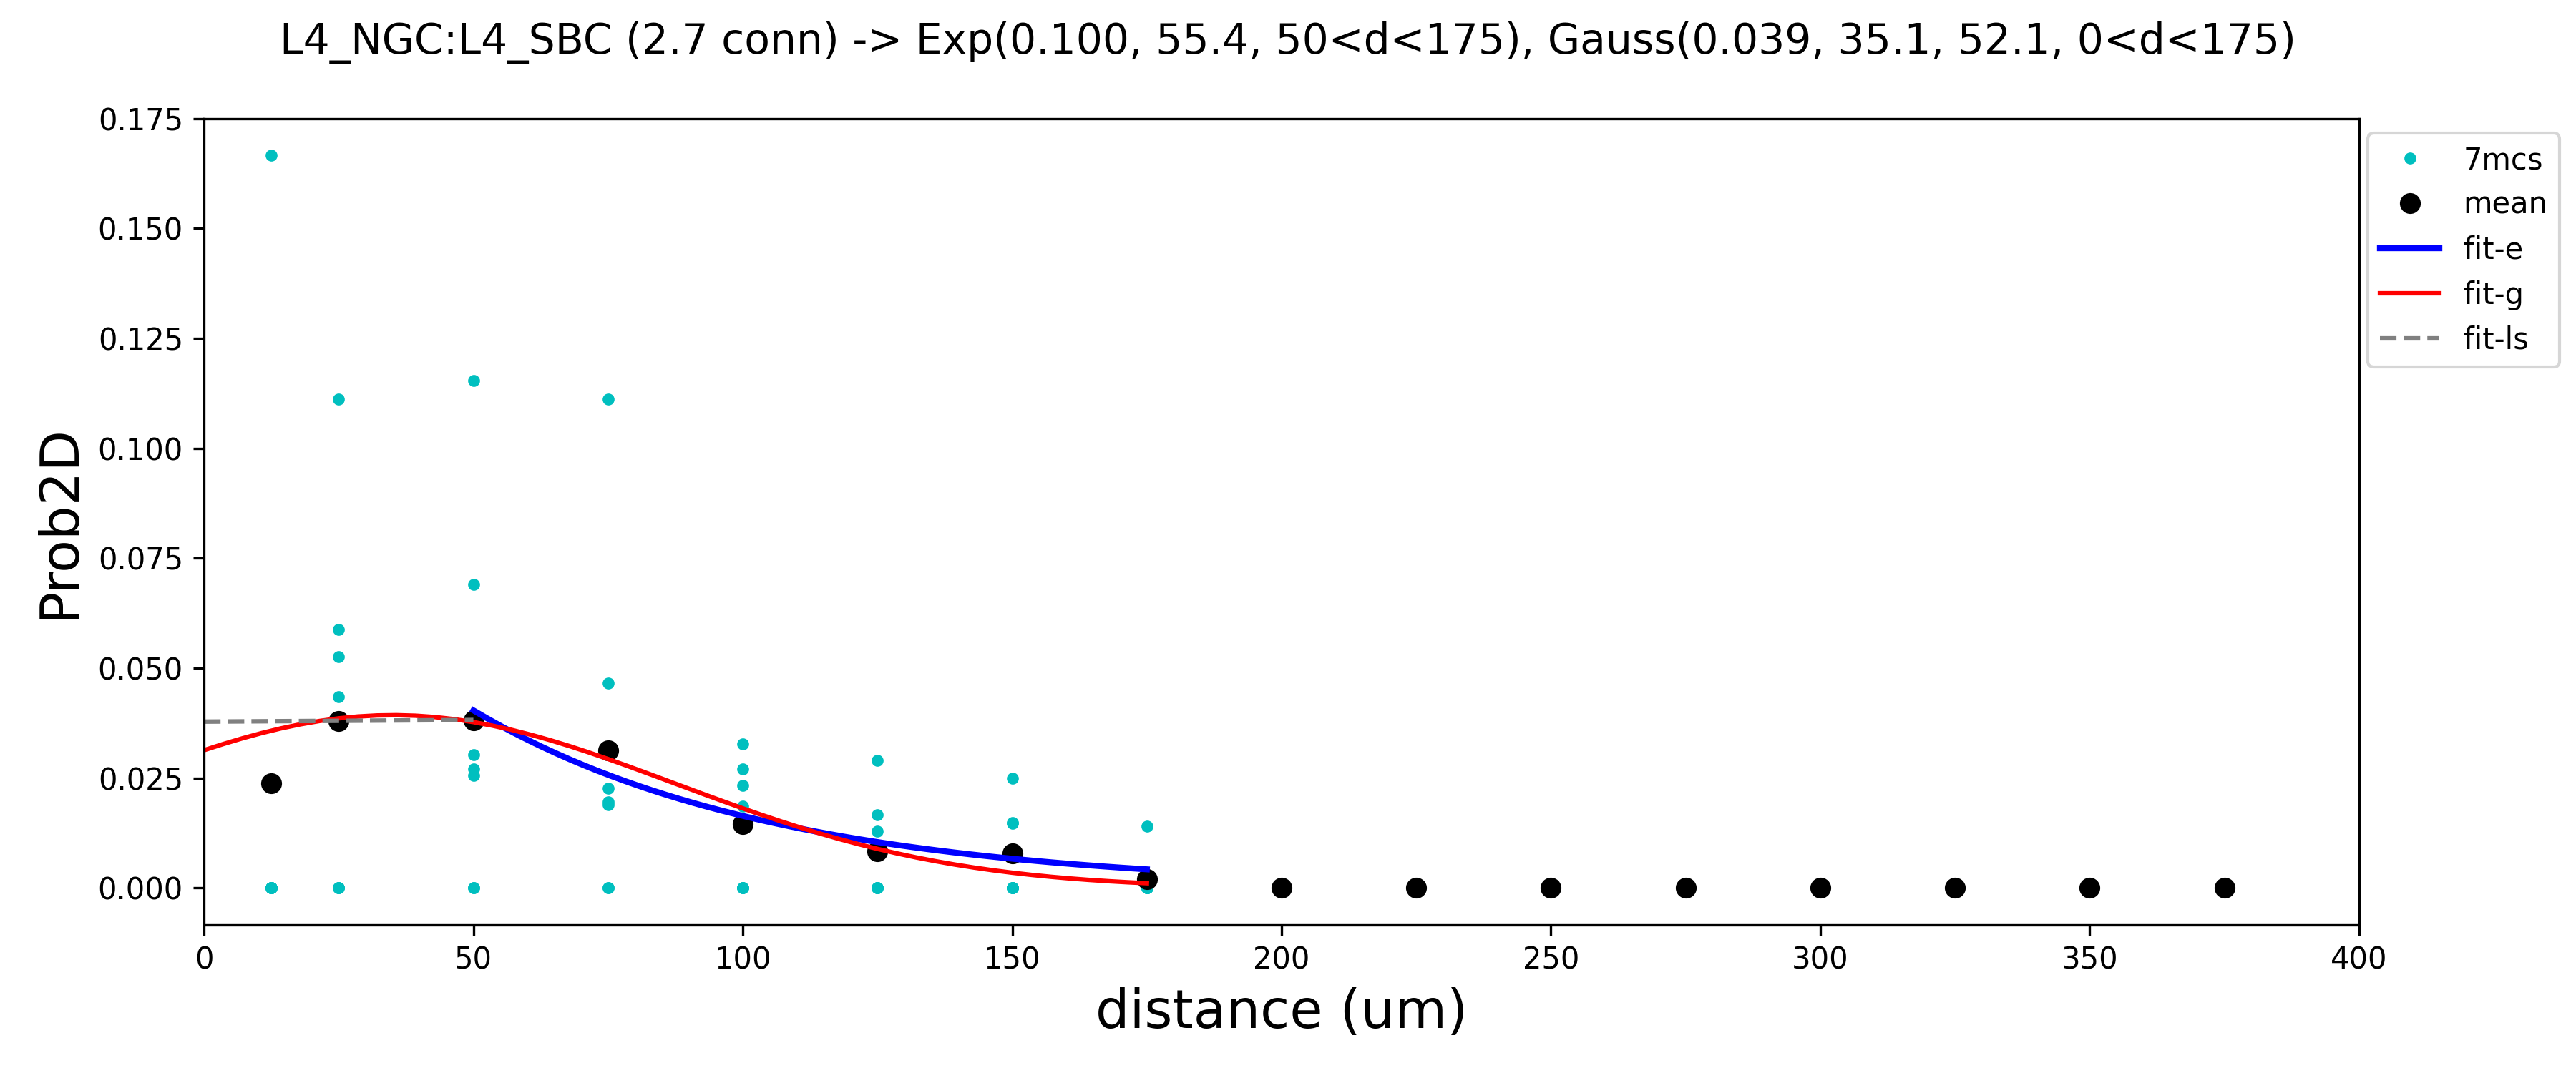 L4_NGC:L4_SBC (2.7 conn) -> Exp(0.100, 55.4, 50<d<175), Gauss(0.039, 35.1, 52.1, 0<d<175)
0.175
0.150
0.125
0.100
0.075
0.050
0.025
0.000
Prob2D
0 50 100 150 200 250 300 350 400
distance (um)
7mcs
mean
fit-e
fit-g
fit-ls